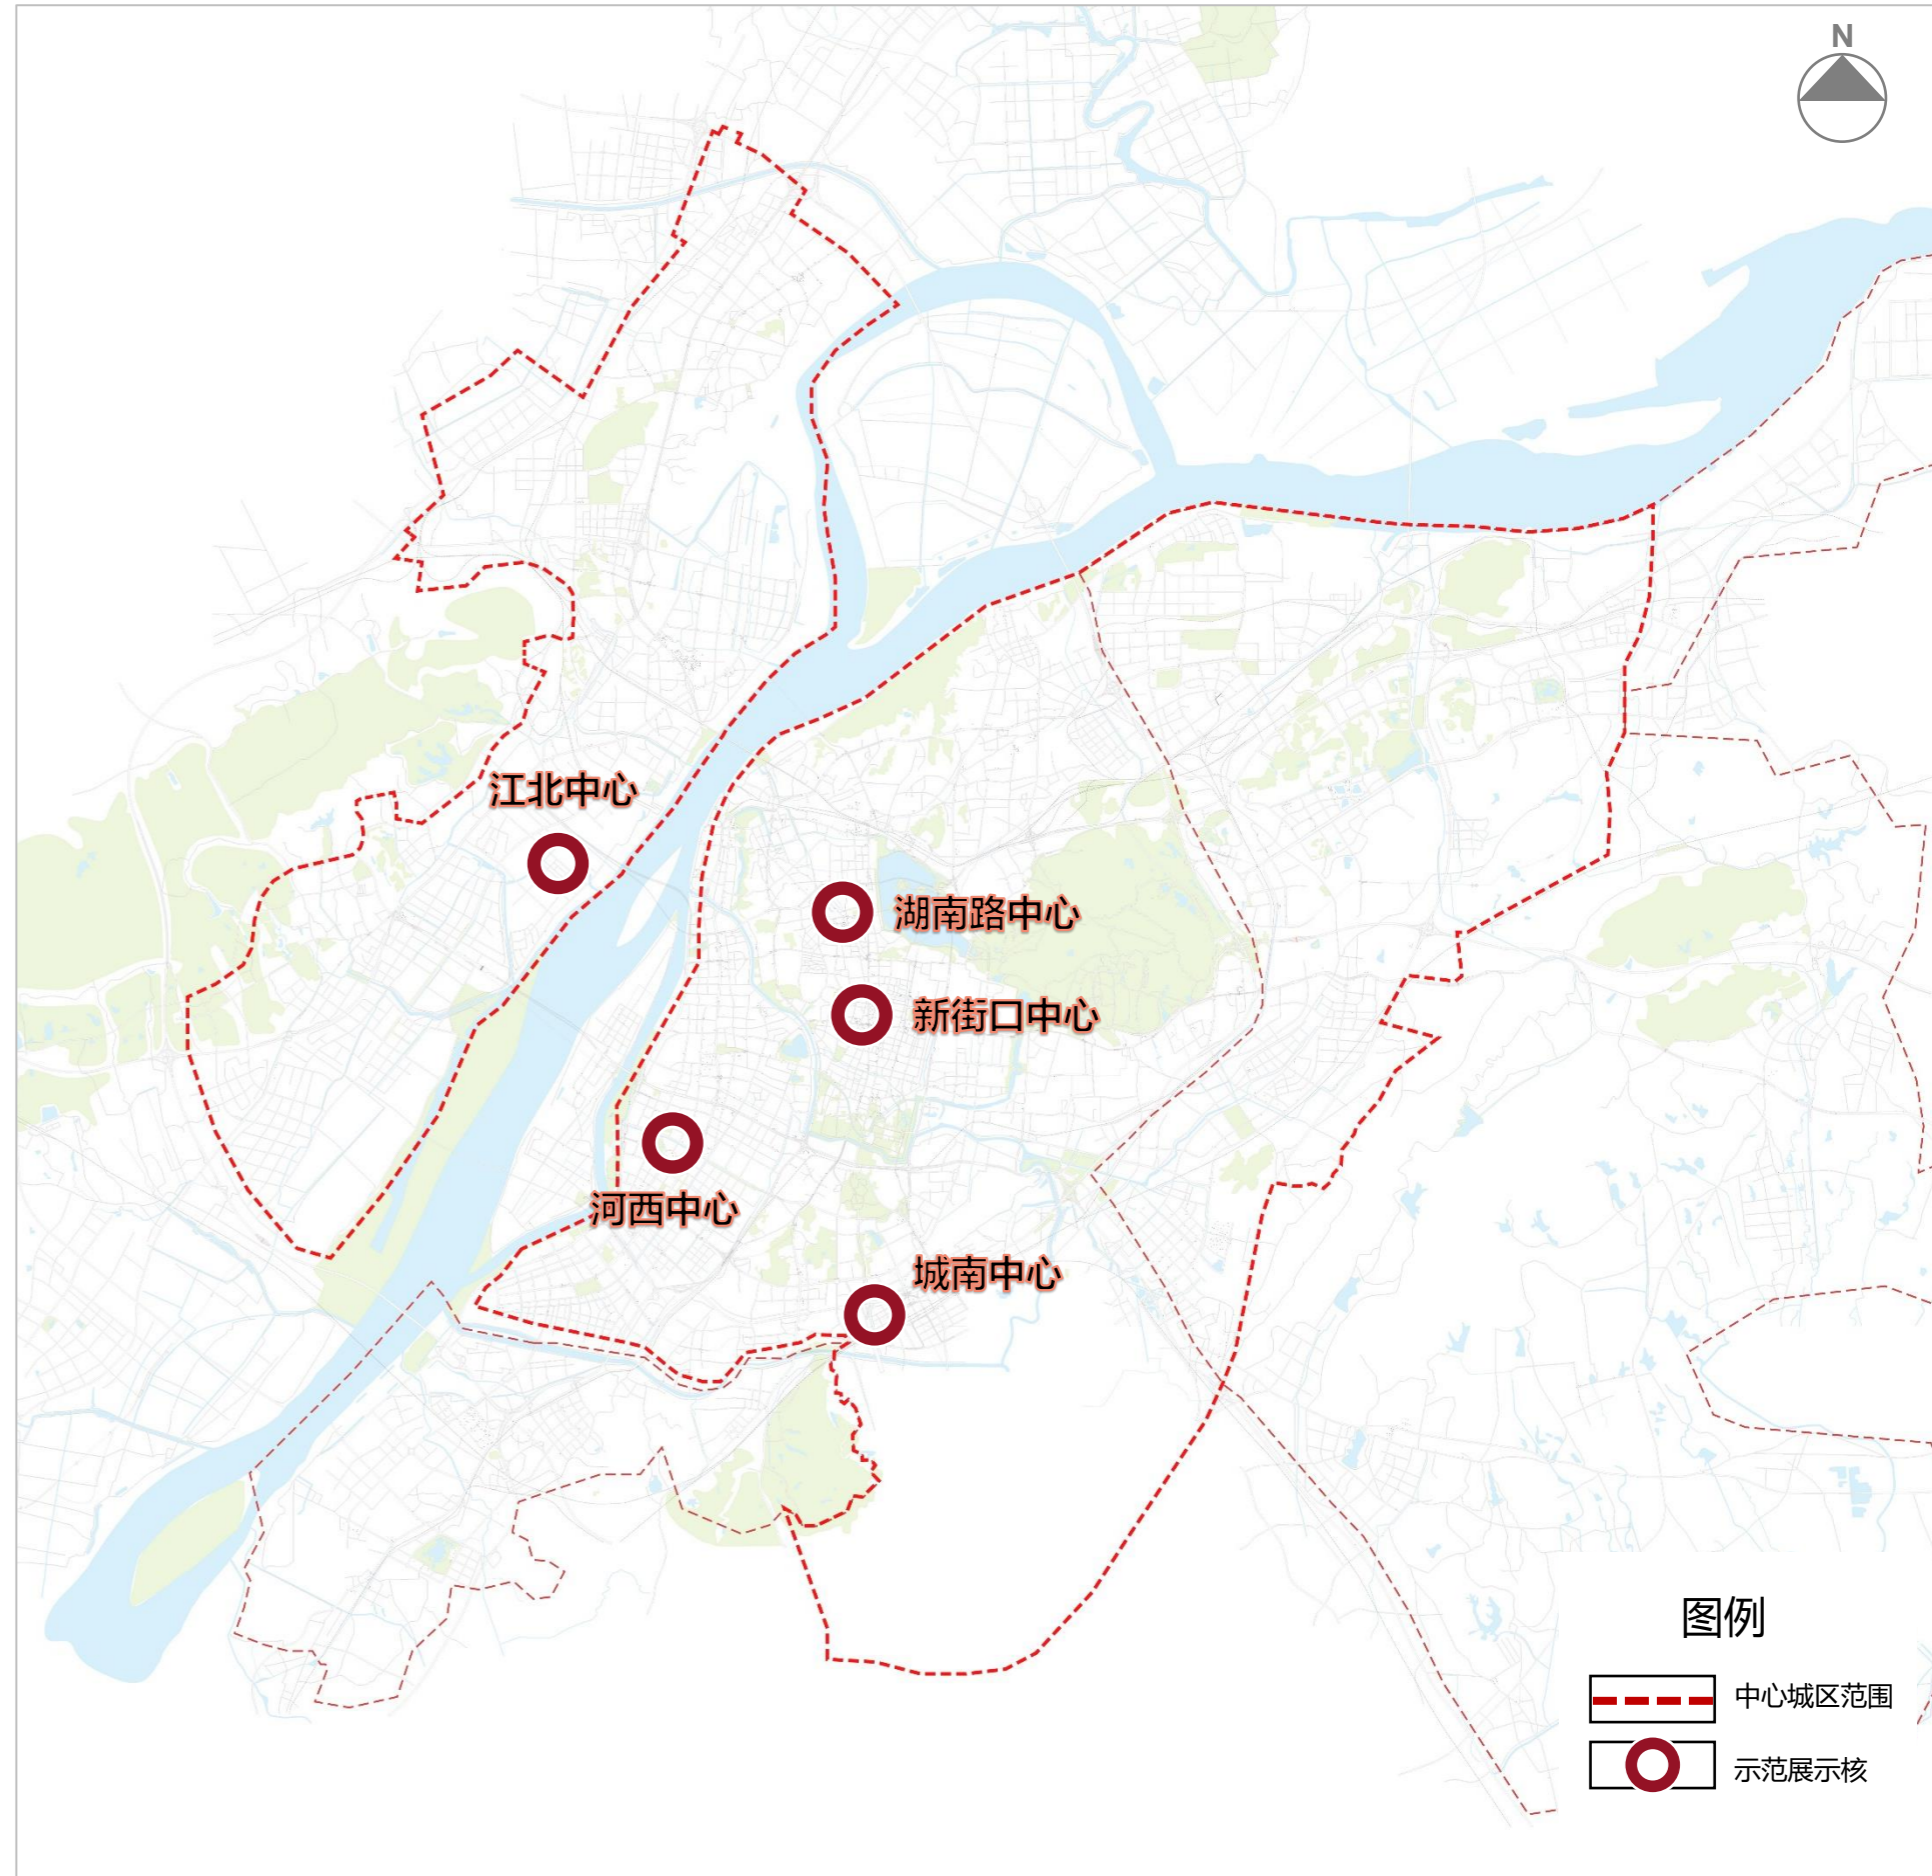 N
江北中心
湖南路中心
新街口中心
河西中心
城南中心
图例
中心城区范围
示范展示核